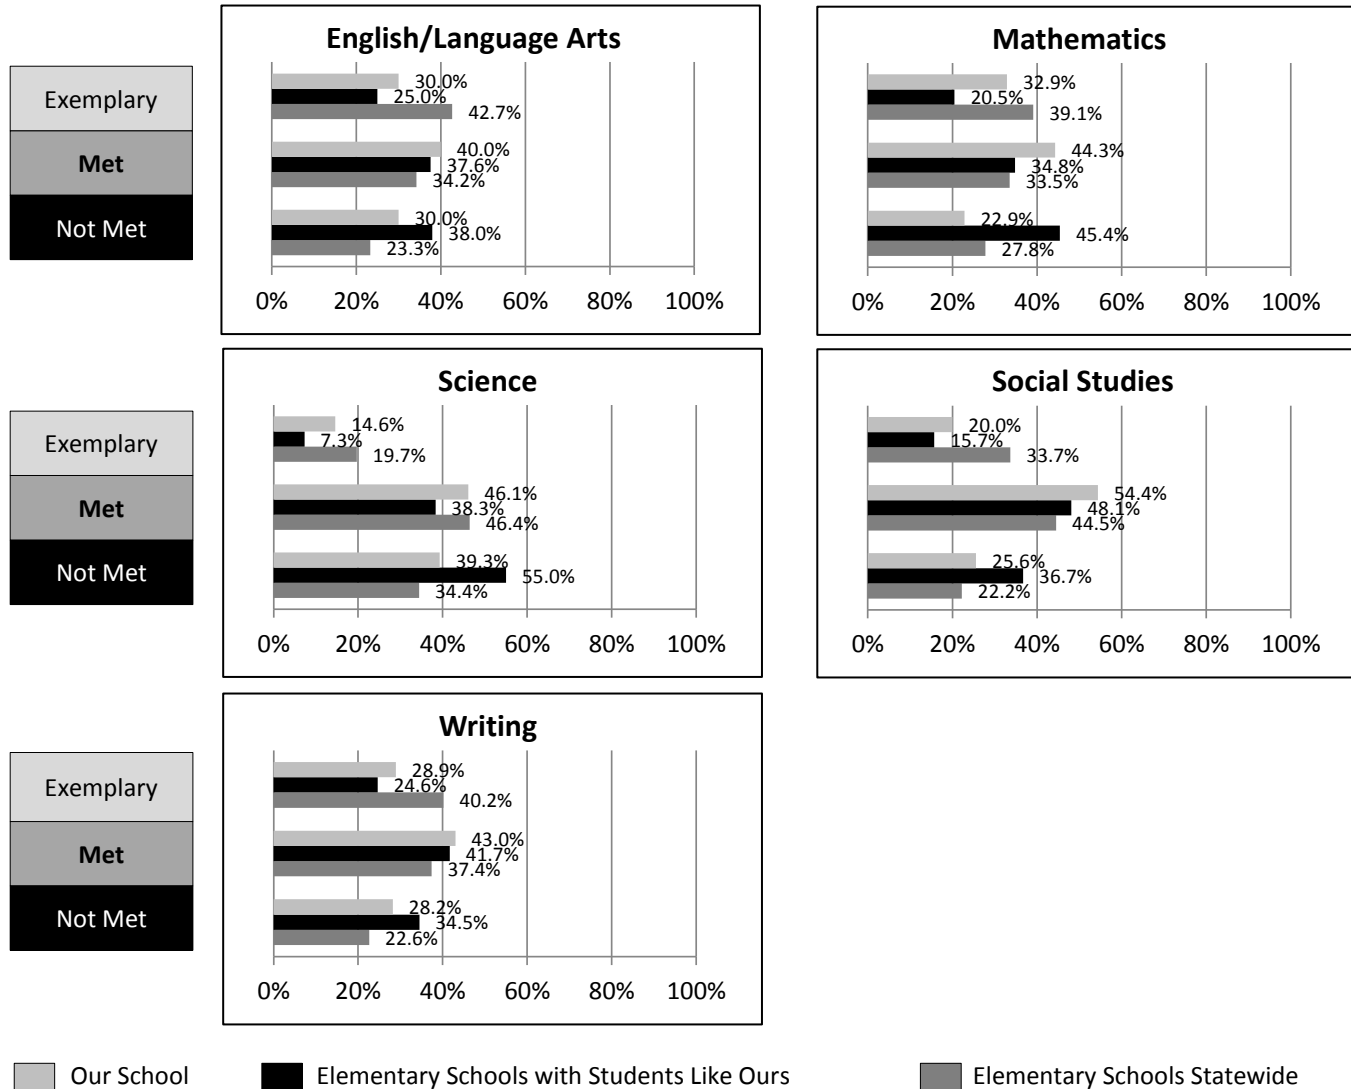 English/Language Arts
Exemplary
Met
Not Met
30.0%
25.0%
42.7%
40.0%
37.6%
34.2%
30.0%
38.0%
23.3%
0% 20% 40% 60% 80% 100%
Mathematics
32.9%
20.5%
39.1%
44.3%
34.8%
33.5%
22.9%
45.4%
27.8%
0% 20% 40% 60% 80% 100%
Science
Exemplary
Met
Not Met
14.6%
7.3%
19.7%
46.1%
38.3%
46.4%
39.3%
55.0%
34.4%
0% 20% 40% 60% 80% 100%
Social Studies
20.0%
15.7%
33.7%
54.4%
48.1%
44.5%
25.6%
36.7%
22.2%
0% 20% 40% 60% 80% 100%
Writing
Exemplary
Met
Not Met
28.9%
24.6%
40.2%
43.0%
41.7%
37.4%
28.2%
34.5%
22.6%
0% 20% 40% 60% 80% 100%
Our School Elementary Schools with Students Like Ours Elementary Schools Statewide